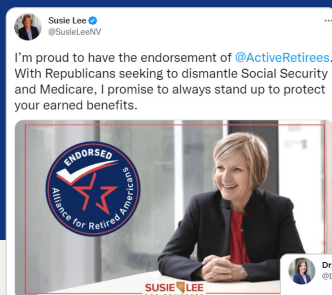 Susie Lee
@SusieLeeNV
I'm proud to have the endorsement of @ActiveRetirees.
With Republicans seeking to dismantle Social Security
and Medicare, I promise to always stand up to protect
your earned benefits.
ENDORSED
Alliance for Retired Americans
SUSIE LEE
Dr
@D